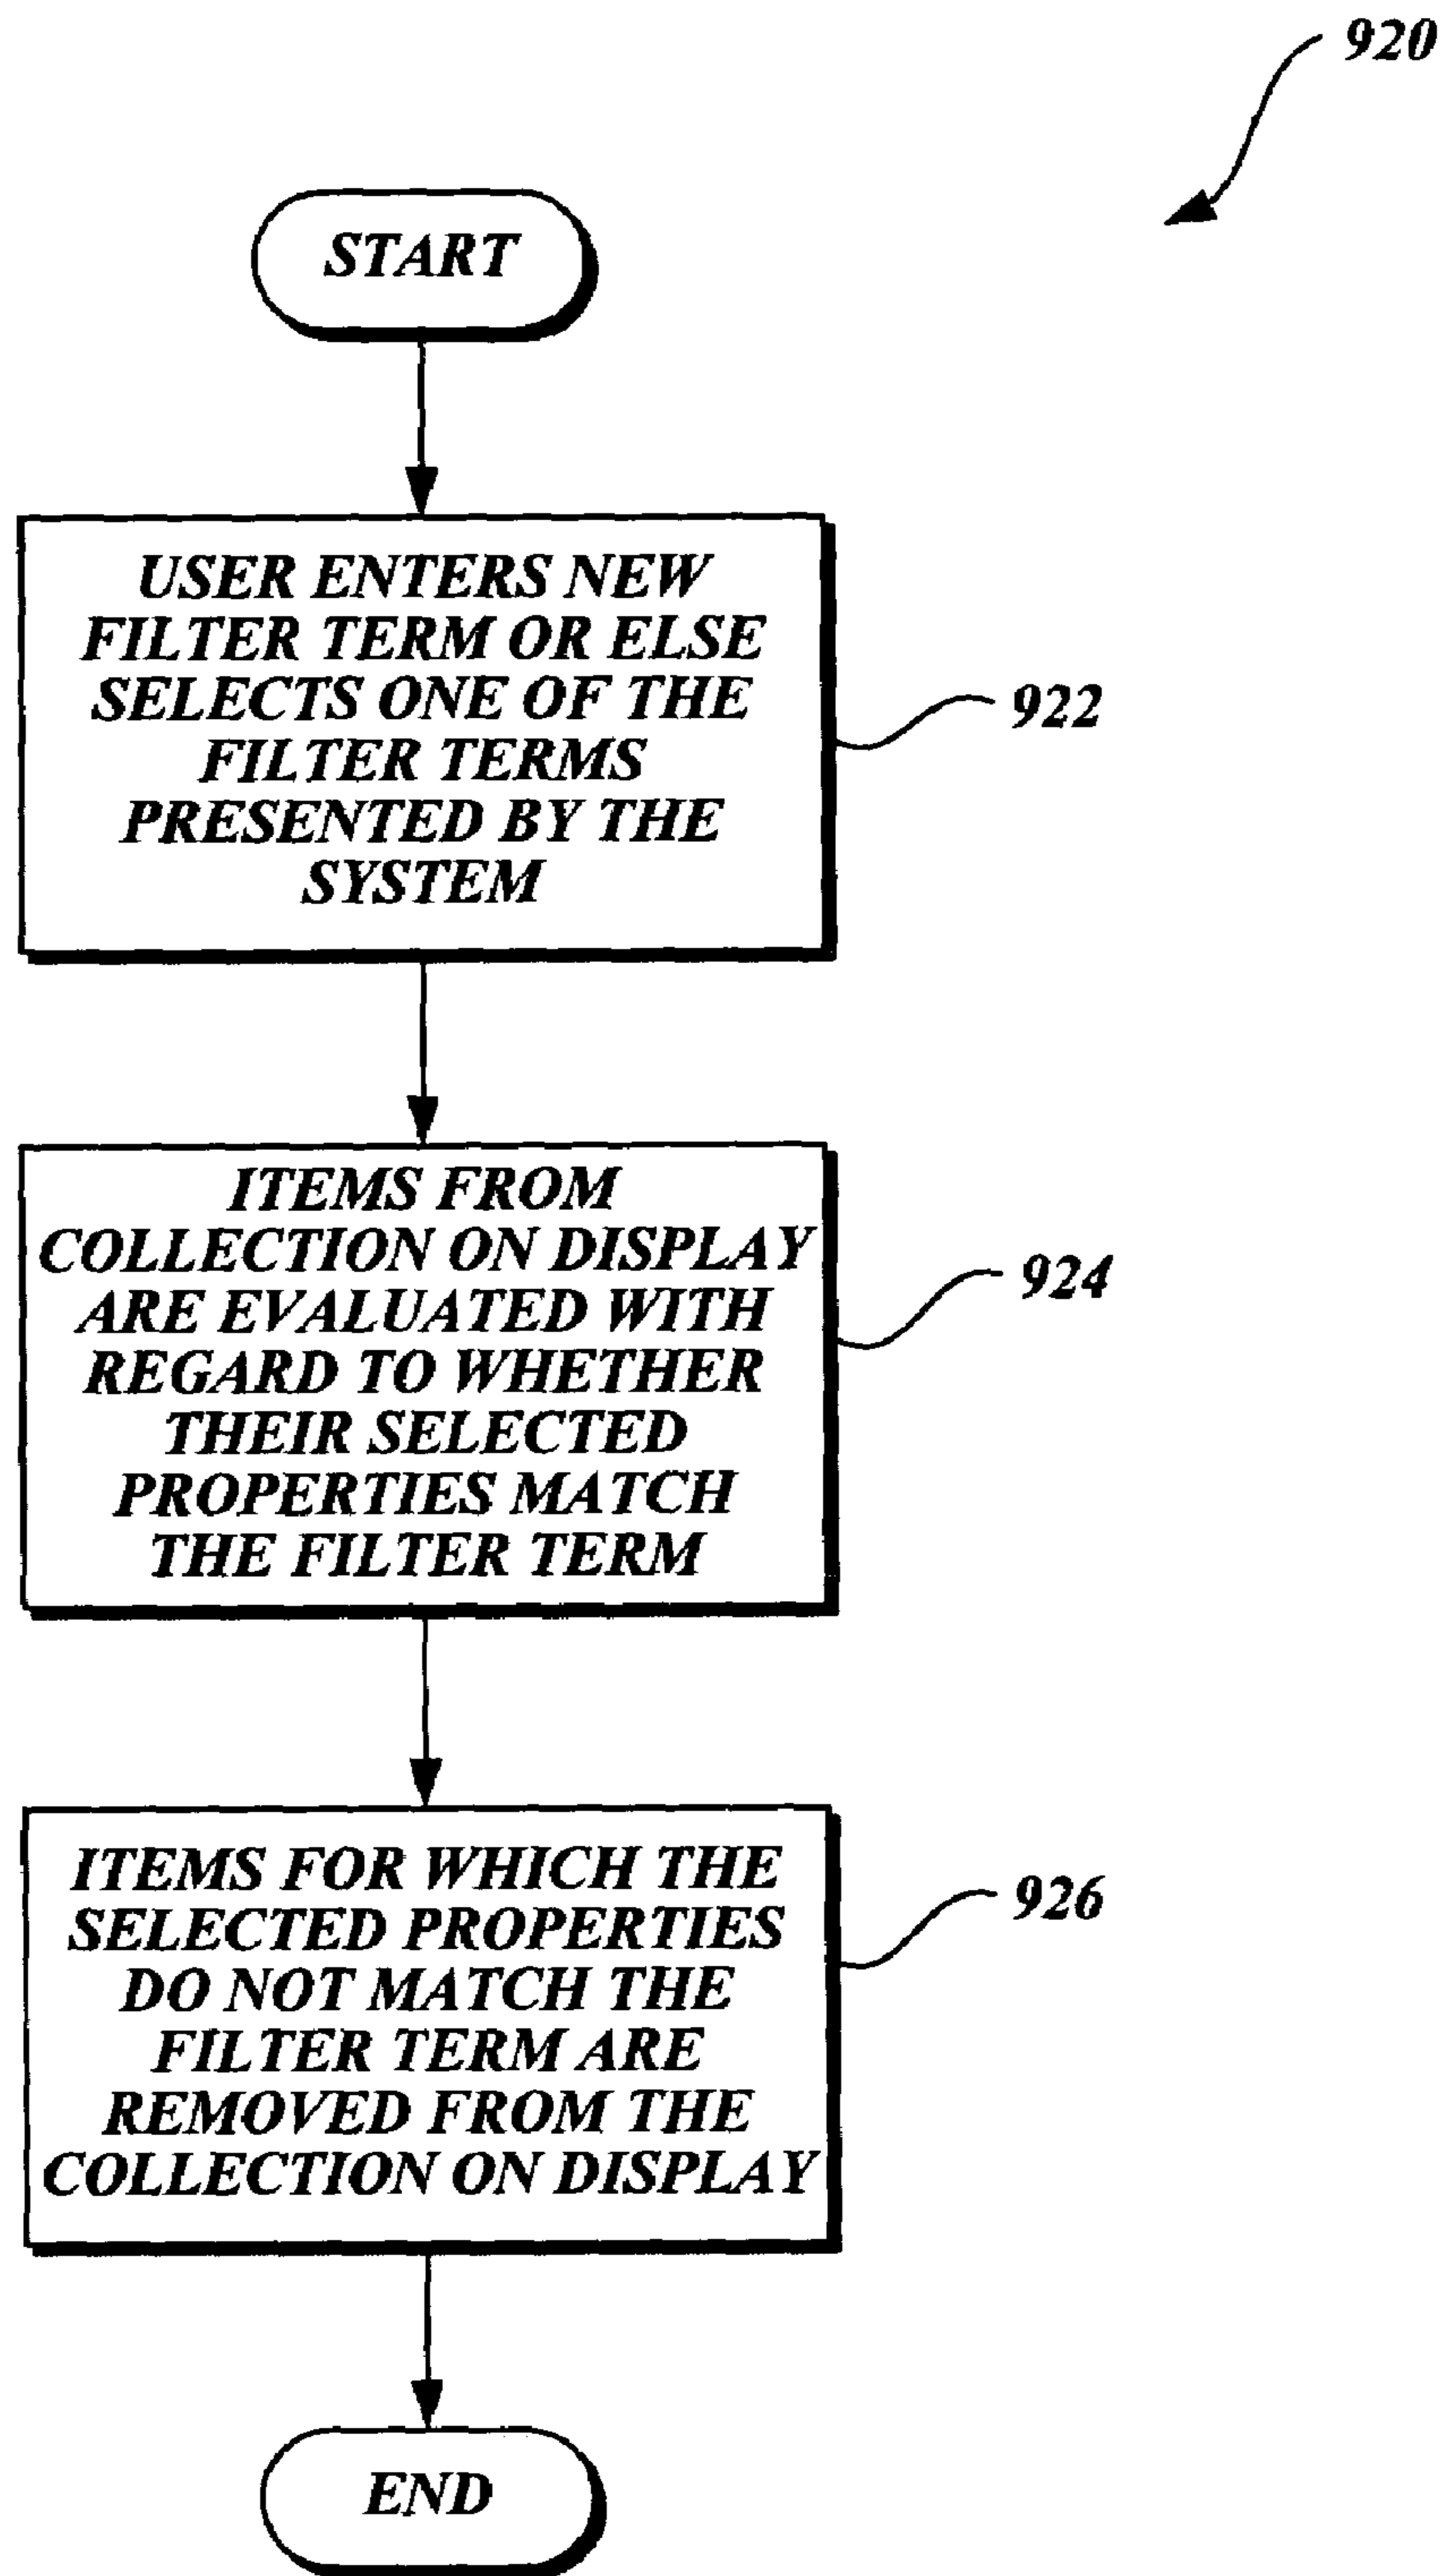 920
START
USER ENTERS NEW
FILTER TERM OR ELSE
SELECTS ONE OF THE
FILTER TERMS
PRESENTED BY THE
SYSTEM
922
ITEMS FROM
COLLECTION ON DISPLAY
ARE EVALUATED WITH
REGARD TO WHETHER
THEIR SELECTED
PROPERTIES MATCH
THE FILTER TERM
924
ITEMS FOR WHICH THE
SELECTED PROPERTIES
DO NOT MATCH THE
FILTER TERM ARE
REMOVED FROM THE
COLLECTION ON DISPLAY
926
END